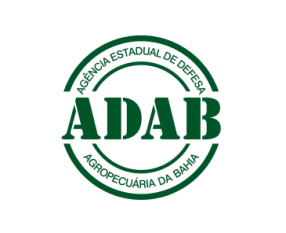 AGÊNCIA ESTADUAL DE DEFESA
ADAB
AGROPECUÁRIA DA BAHIA